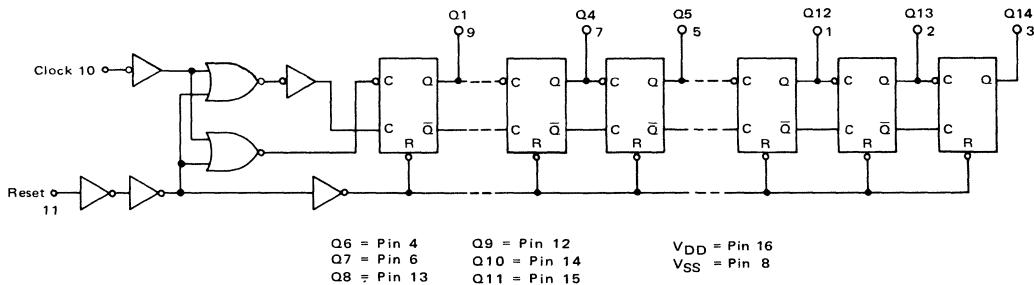 Q1
9
Q4
7
Q5
5
Q12
1
Q13
2
Q14
3
Clock 10
C Q
C Q̅
R
C Q
C Q̅
R
C Q
C Q̅
R
C Q
C Q̅
R
C Q
C Q̅
R
C Q
C
R
Reset
11
Q6 = Pin 4
Q7 = Pin 6
Q8 = Pin 13
Q9 = Pin 12
Q10 = Pin 14
Q11 = Pin 15
VDD = Pin 16
VSS = Pin 8